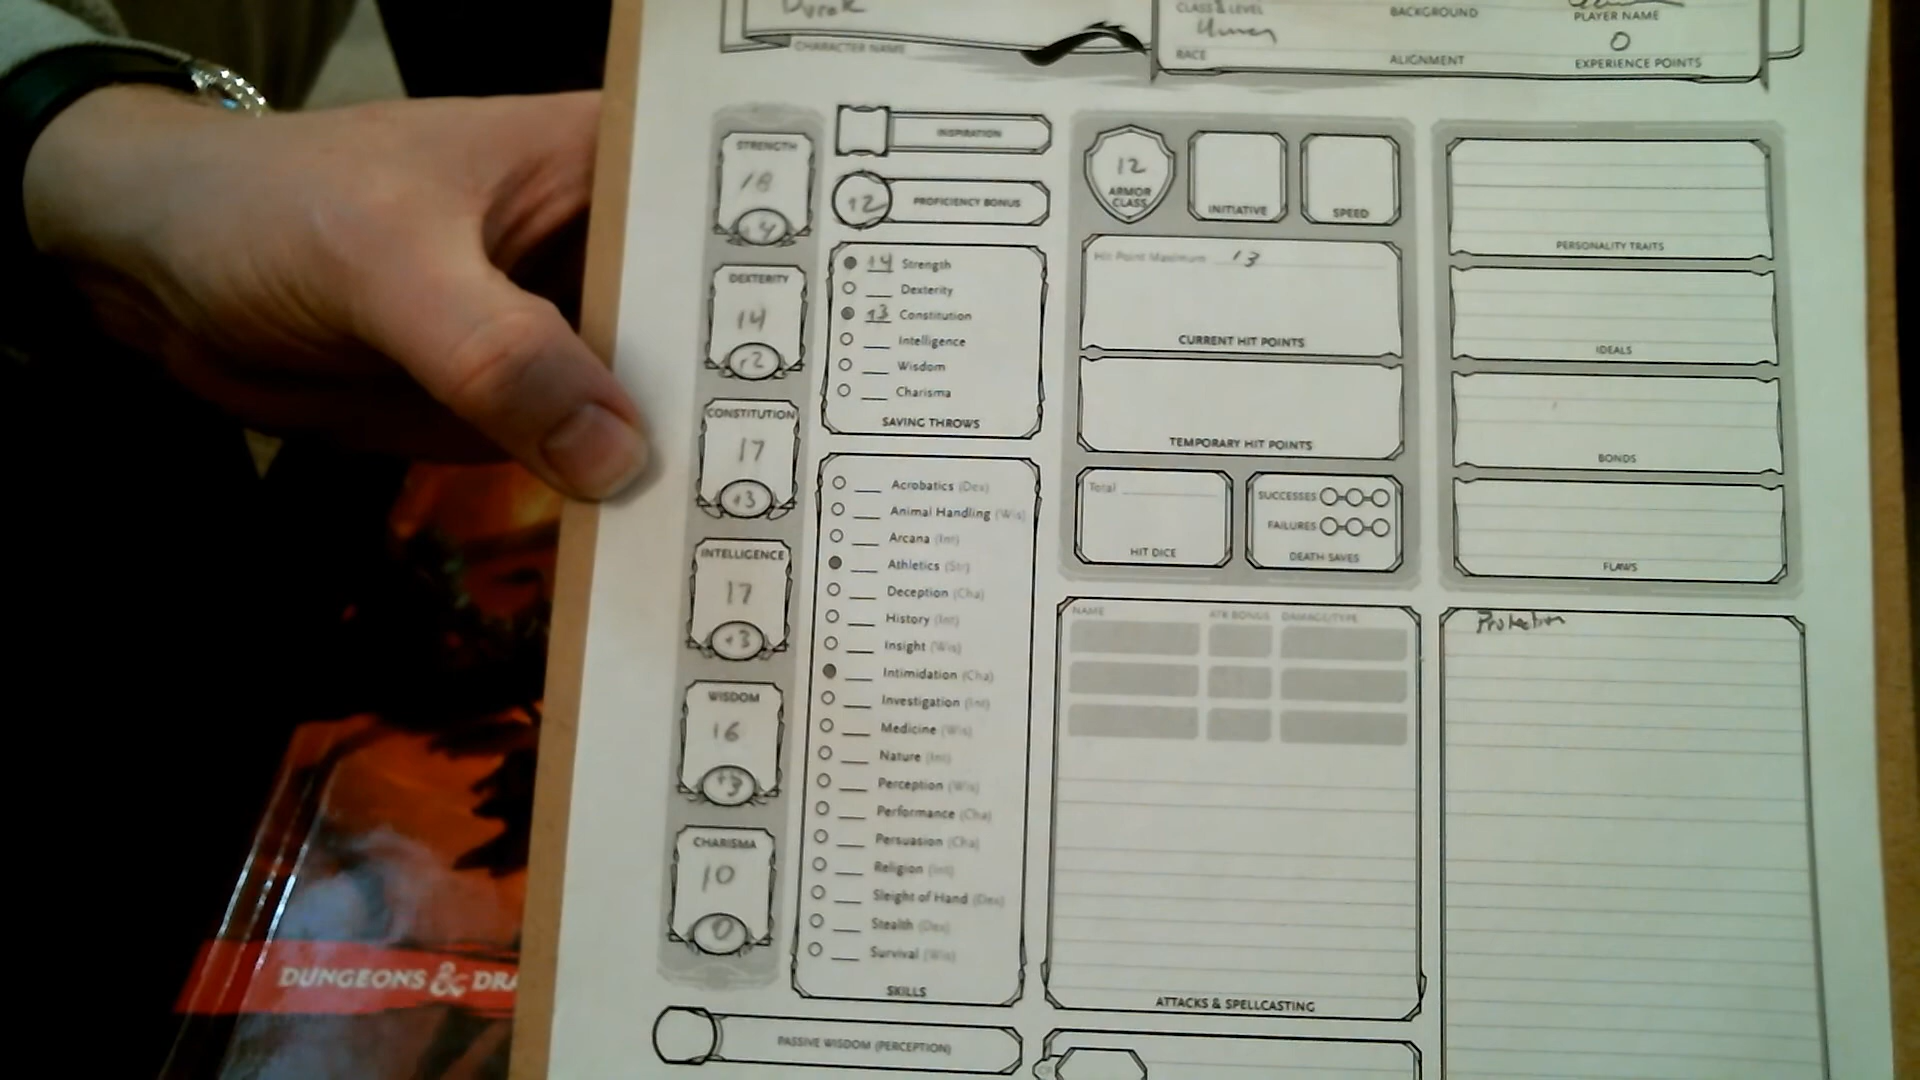 CLASS & LEVEL
BACKGROUND
PLAYER NAME
CHARACTER NAME
Human
0
RACE
ALIGNMENT
EXPERIENCE POINTS
STRENGTH
18
+4
DEXTERITY
14
+2
CONSTITUTION
17
+3
INTELLIGENCE
17
+3
WISDOM
16
+3
CHARISMA
10
0
INSPIRATION
+2 PROFICIENCY BONUS
+4 Strength
Dexterity
+3 Constitution
Intelligence
Wisdom
Charisma
SAVING THROWS
Acrobatics (Dex)
Animal Handling (Wis)
Arcana (Int)
Athletics (Str)
Deception (Cha)
History (Int)
Insight (Wis)
Intimidation (Cha)
Investigation (Int)
Medicine (Wis)
Nature (Int)
Perception (Wis)
Performance (Cha)
Persuasion (Cha)
Religion (Int)
Sleight of Hand (Dex)
Stealth (Dex)
Survival (Wis)
SKILLS
PASSIVE WISDOM (PERCEPTION)
12
ARMOR
CLASS
INITIATIVE
SPEED
Hit Point Maximum 13
CURRENT HIT POINTS
TEMPORARY HIT POINTS
Total
HIT DICE
SUCCESSES
FAILURES
DEATH SAVES
NAME
ATK BONUS
DAMAGE/TYPE
ATTACKS & SPELLCASTING
PERSONALITY TRAITS
IDEALS
BONDS
FLAWS
Protection
DUNGEONS & DRA